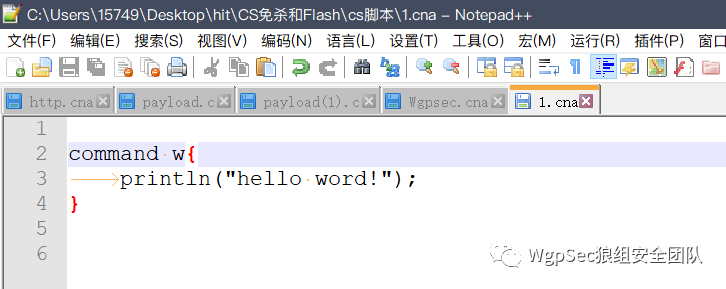 C:\Users\15749\Desktop\hit\CS免杀和Flash\cs脚本\1.cna - Notepad++
文件(F) 编辑(E) 搜索(S) 视图(V) 编码(N) 语言(L) 设置(T) 工具(O) 宏(M) 运行(R) 插件(P) 窗口
http.cna payload.c payload(1).c Wgpsec.cna 1.cna
1
2 command w{
3 println("hello word!");
4 }
5
6
WgpSec狼组安全团队